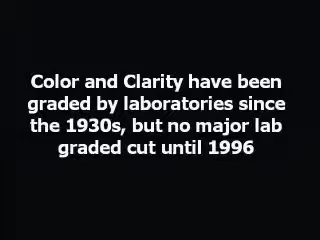 Color and Clarity have been
graded by laboratories since
the 1930s, but no major lab
graded cut until 1996